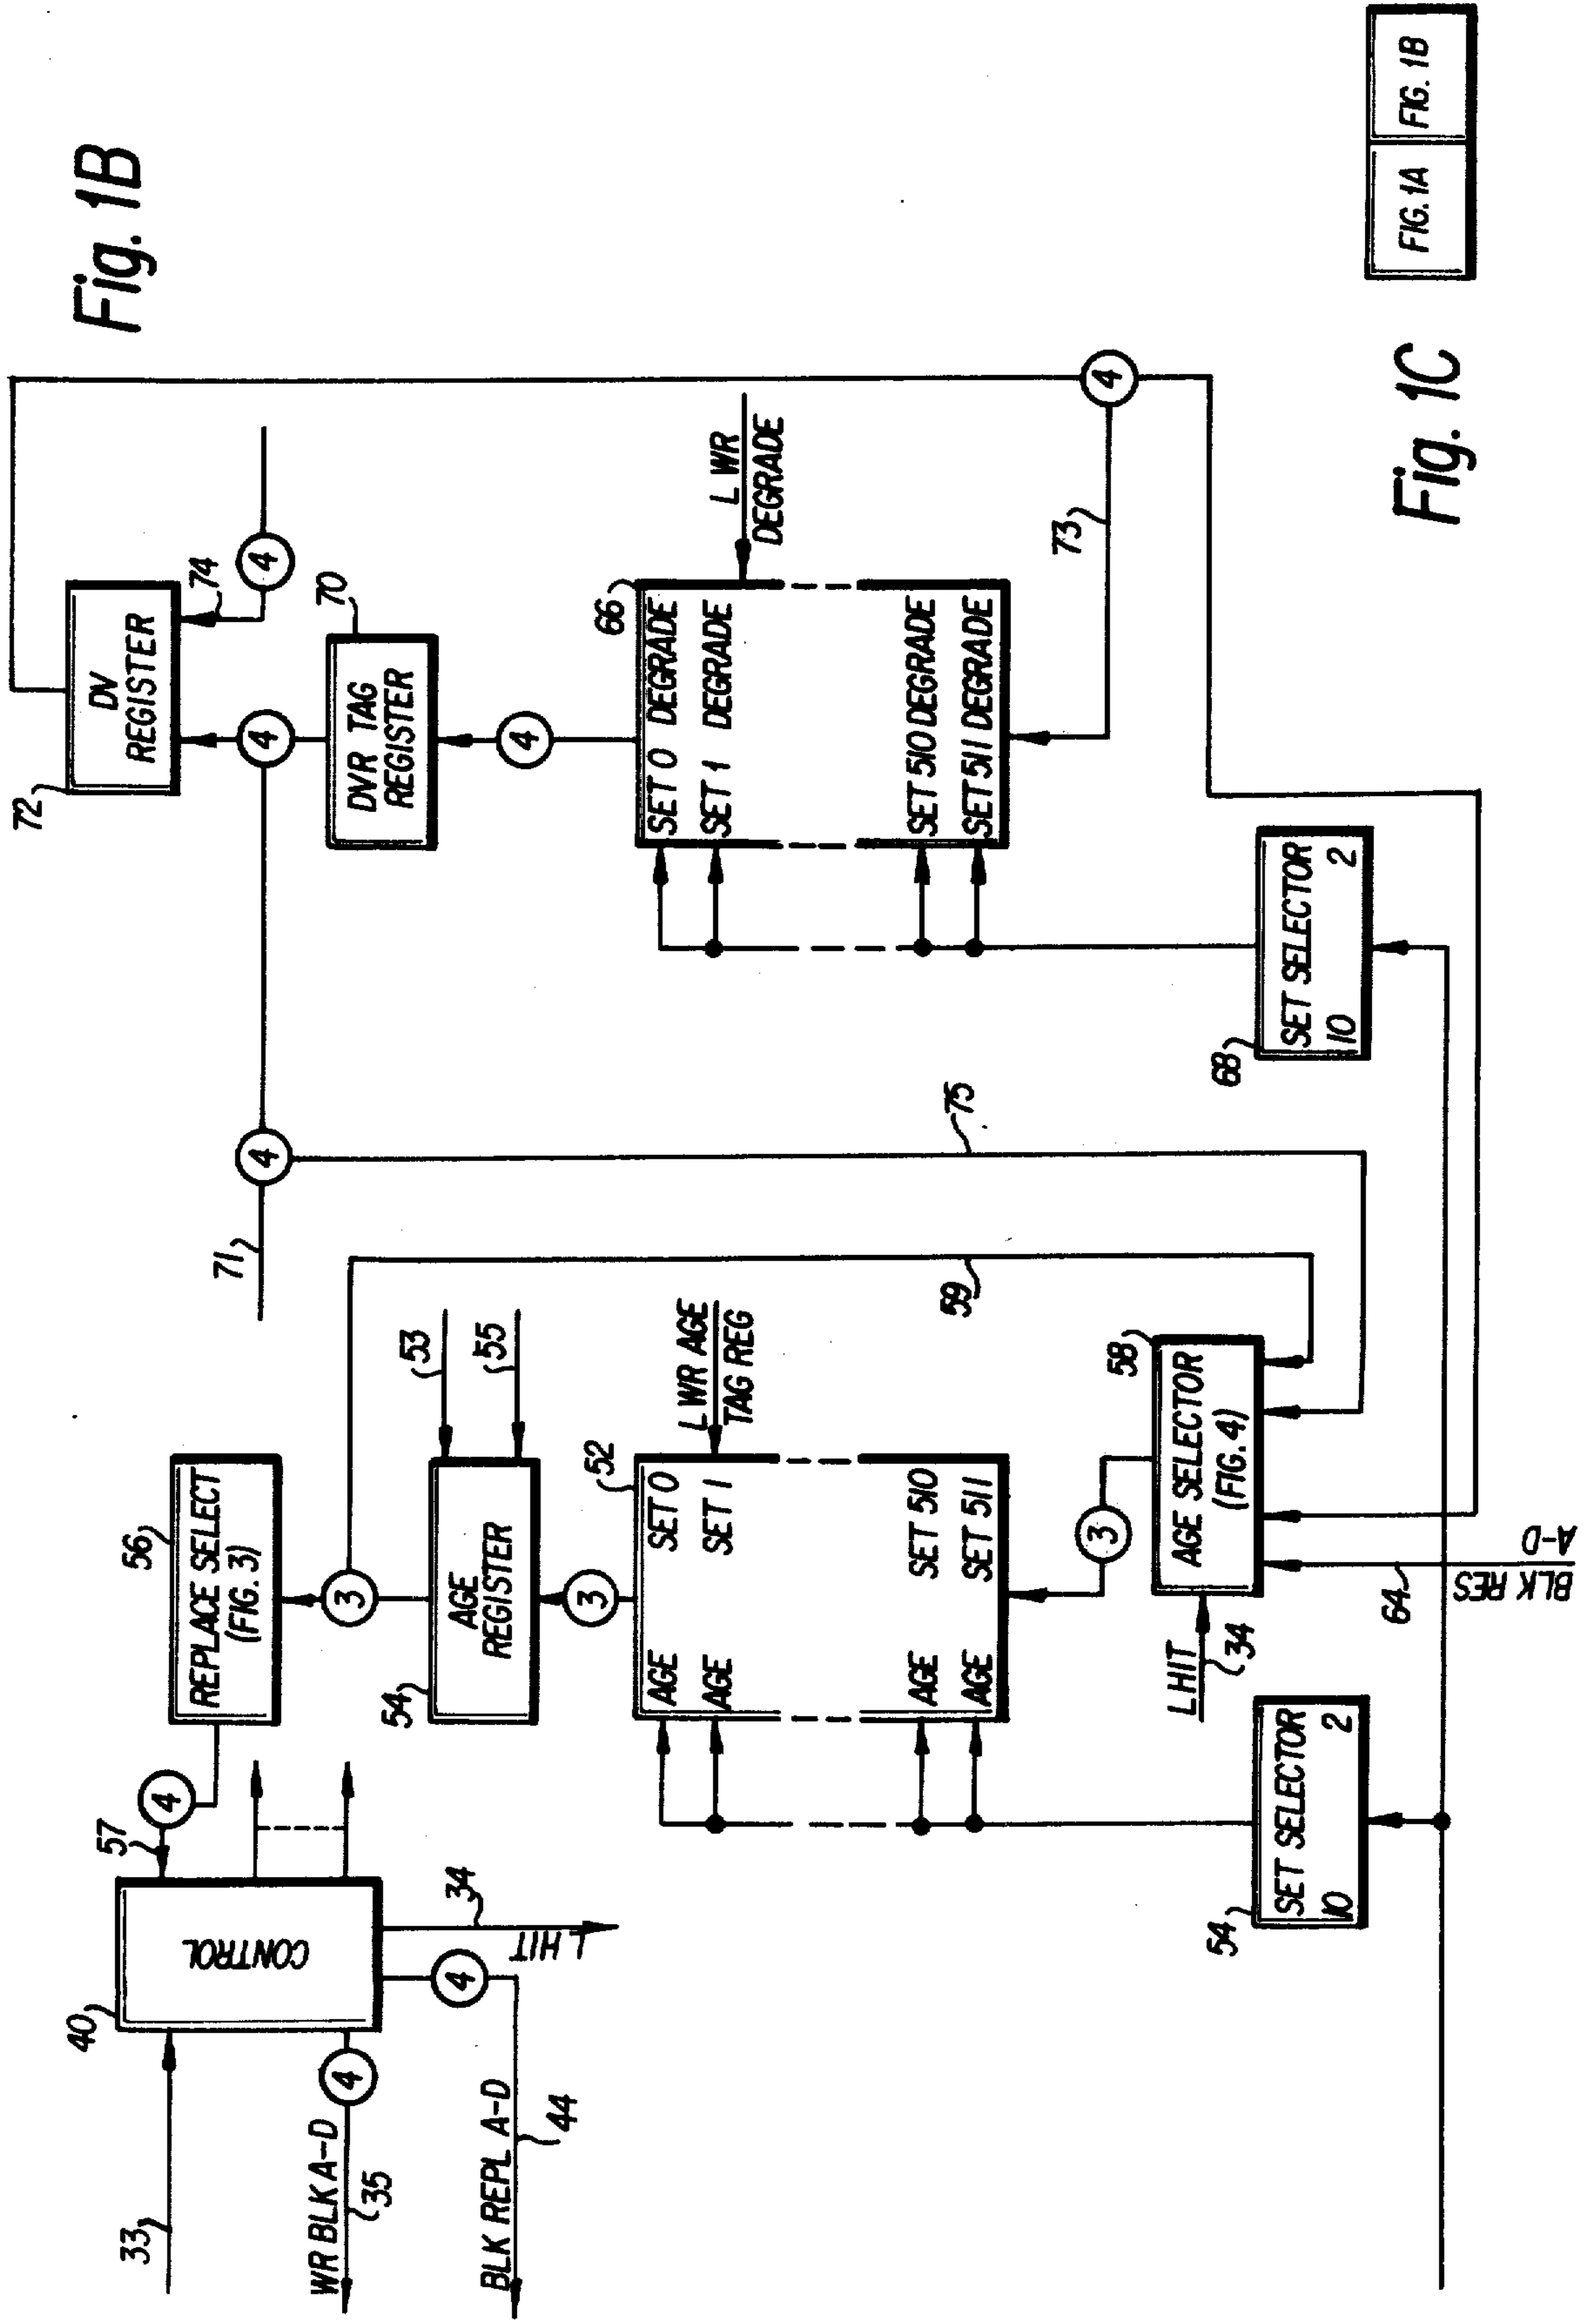 Fig. 1B
33
40
CONTROL
WR BLK A-D
4
35
BLK REPL A-D
4
44
L HIT
34
57
4
56
REPLACE SELECT
(FIG. 3)
3
54
AGE
REGISTER
53
55
3
52
AGE SET 0
AGE SET 1
AGE SET 510
AGE SET 511
L WR AGE
TAG REG
3
59
58
AGE SELECTOR
(FIG. 4)
L HIT
34
64
BLK RES
A-D
54
SET SELECTOR
10 2
71
4
75
72
DV
REGISTER
74
4
4
70
DVR TAG
REGISTER
4
66
SET 0 DEGRADE
SET 1 DEGRADE
SET 510 DEGRADE
SET 511 DEGRADE
L WR
DEGRADE
73
4
68
SET SELECTOR
10 2
Fig. 1C
FIG. 1A
FIG. 1B